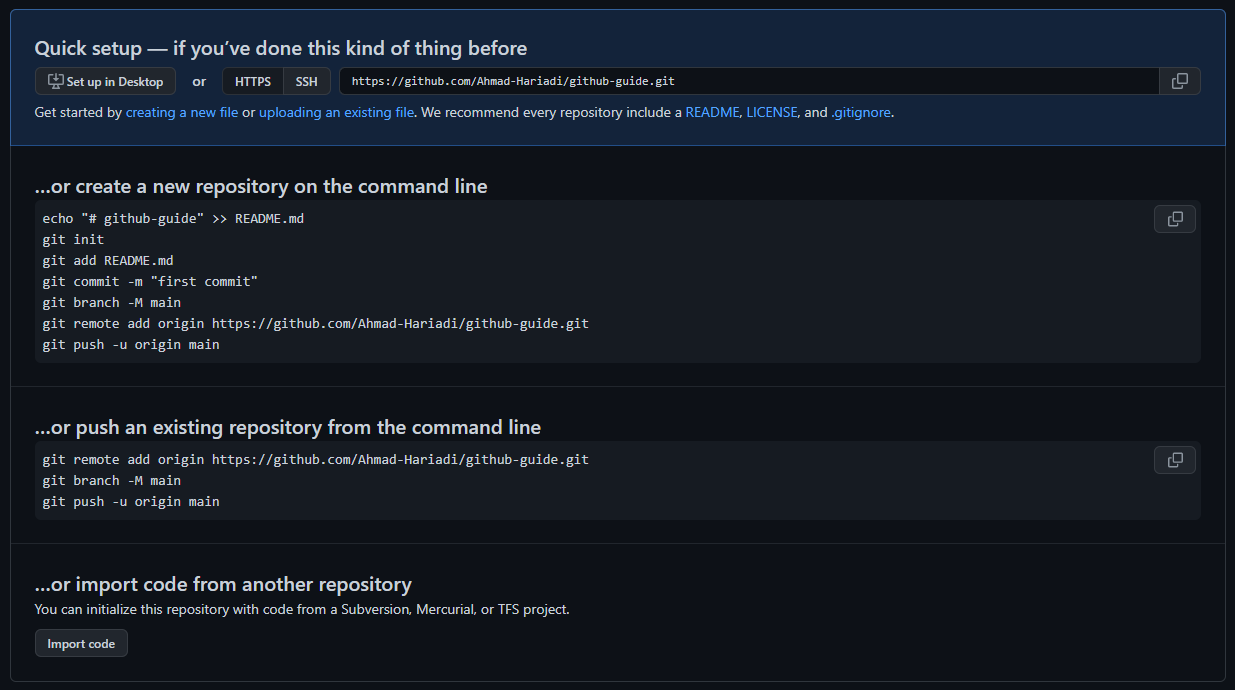 Quick setup — if you’ve done this kind of thing before
Set up in Desktop or HTTPS SSH https://github.com/Ahmad-Hariadi/github-guide.git
Get started by creating a new file or uploading an existing file. We recommend every repository include a README, LICENSE, and .gitignore.
…or create a new repository on the command line
echo "# github-guide" >> README.md
git init
git add README.md
git commit -m "first commit"
git branch -M main
git remote add origin https://github.com/Ahmad-Hariadi/github-guide.git
git push -u origin main
…or push an existing repository from the command line
git remote add origin https://github.com/Ahmad-Hariadi/github-guide.git
git branch -M main
git push -u origin main
…or import code from another repository
You can initialize this repository with code from a Subversion, Mercurial, or TFS project.
Import code